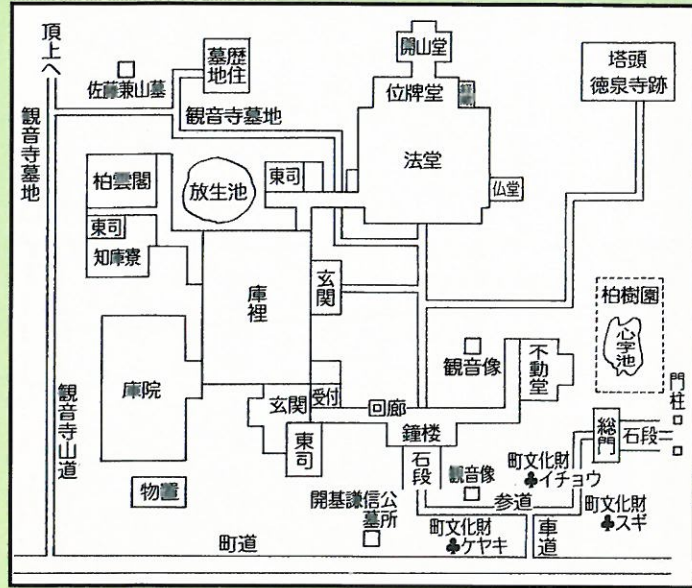 頂上へ
佐藤兼山墓
歴住
墓地
開山堂
位牌堂
塔頭
徳泉寺跡
観音寺墓地
観音寺墓地
法堂
柏雲閣
放生池
東司
仏堂
東司
知庫寮
庫裡
玄関
柏樹園
心字池
観音像
不動堂
門柱
庫院
観音寺山道
玄関
受付
回廊
鐘楼
総門
石段
東司
石段
観音像
町文化財
♣イチョウ
物置
開基謙信公
墓所
参道
町文化財
♣スギ
町文化財
♣ケヤキ
車道
町道